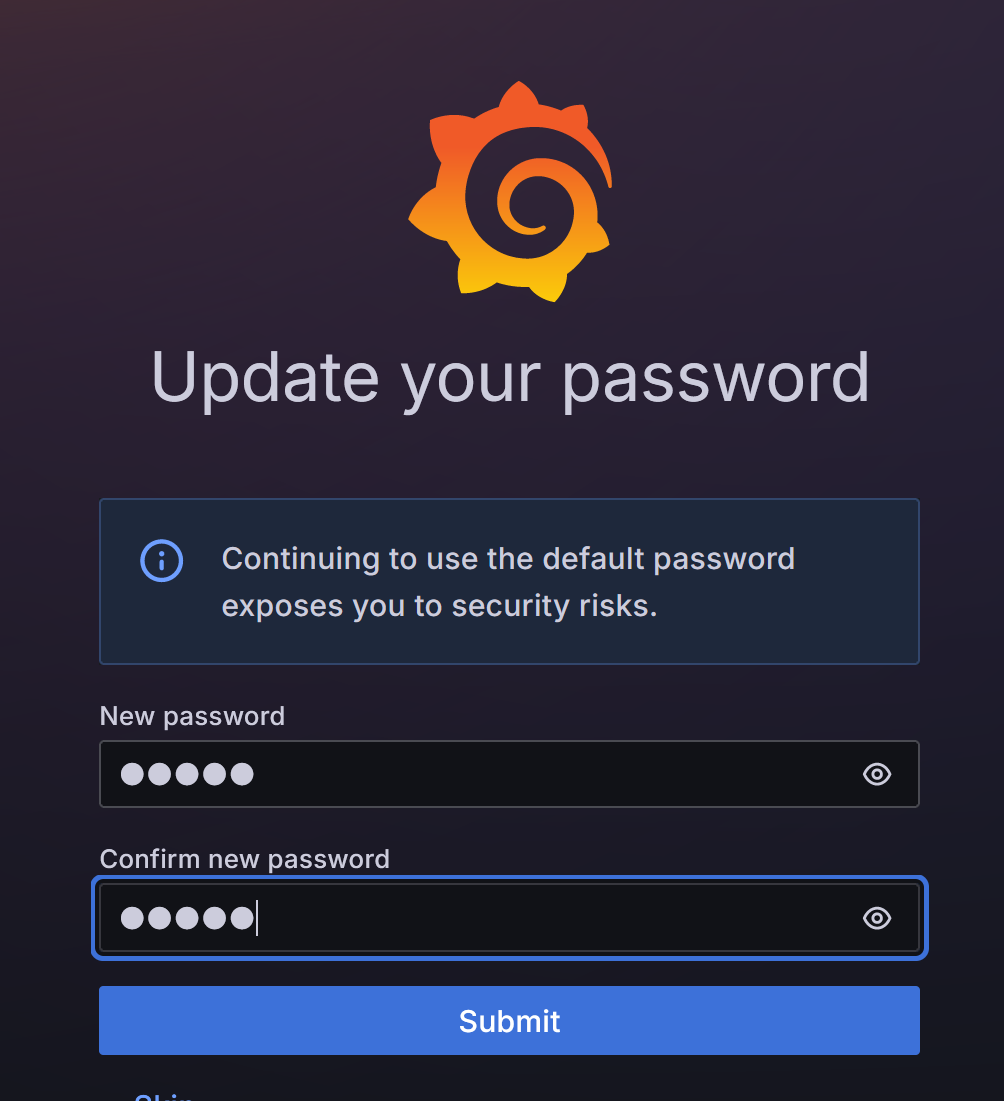 Update your password
Continuing to use the default password
exposes you to security risks.
New password
●●●●●
Confirm new password
●●●●●
Submit
Skip